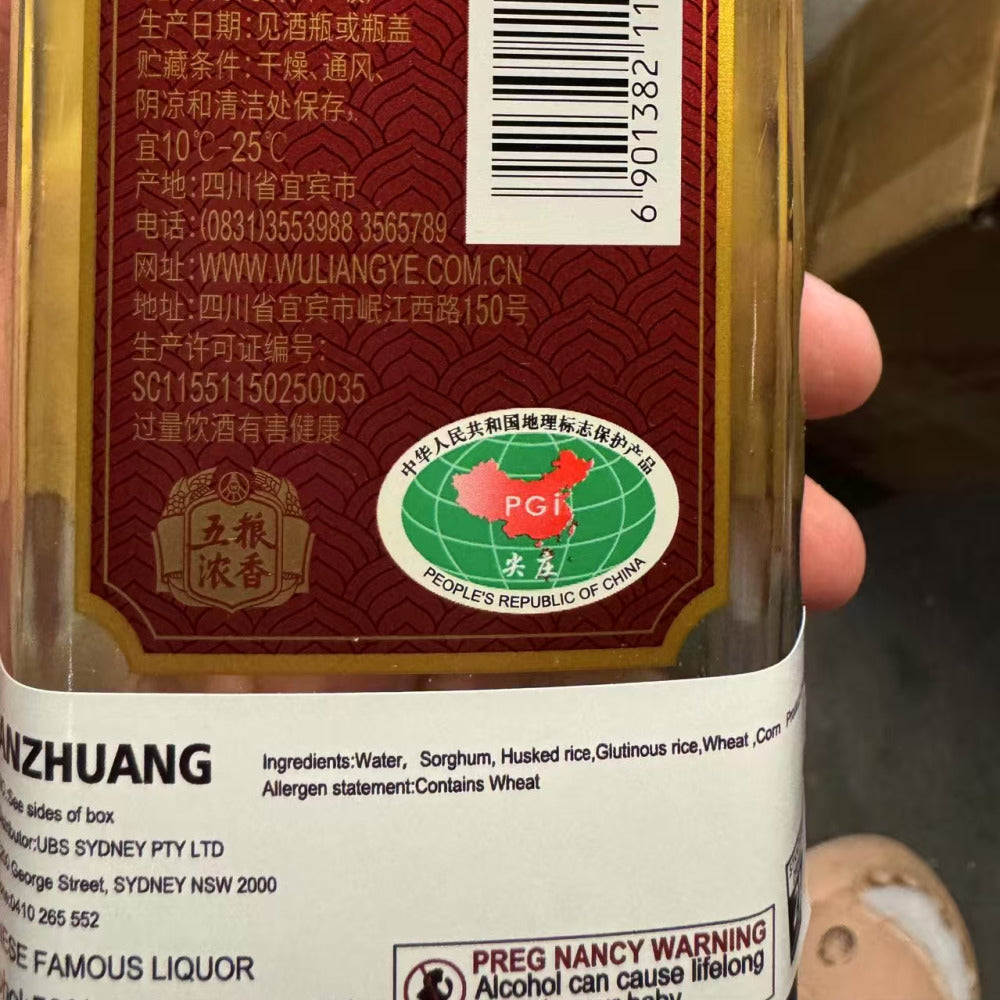 生产日期:见酒瓶或瓶盖
贮藏条件:干燥、通风、
阴凉和清洁处保存,
宜10℃-25℃
产地:四川省宜宾市
电话:(0831)3553988 3565789
网址:WWW.WULIANGYE.COM.CN
地址:四川省宜宾市岷江西路150号
生产许可证编号:
SC11551150250035
过量饮酒有害健康
6 901382 11
五粮
浓香
中华人民共和国地理标志保护产品
PGi
尖庄
PEOPLE'S REPUBLIC OF CHINA
ANZHUANG
See sides of box
UBS SYDNEY PTY LTD
George Street, SYDNEY NSW 2000
0410 265 552
ESE FAMOUS LIQUOR
Ingredients:Water, Sorghum, Husked rice,Glutinous rice,Wheat ,Corn
Allergen statement:Contains Wheat
PREG NANCY WARNING
Alcohol can cause lifelong
baby